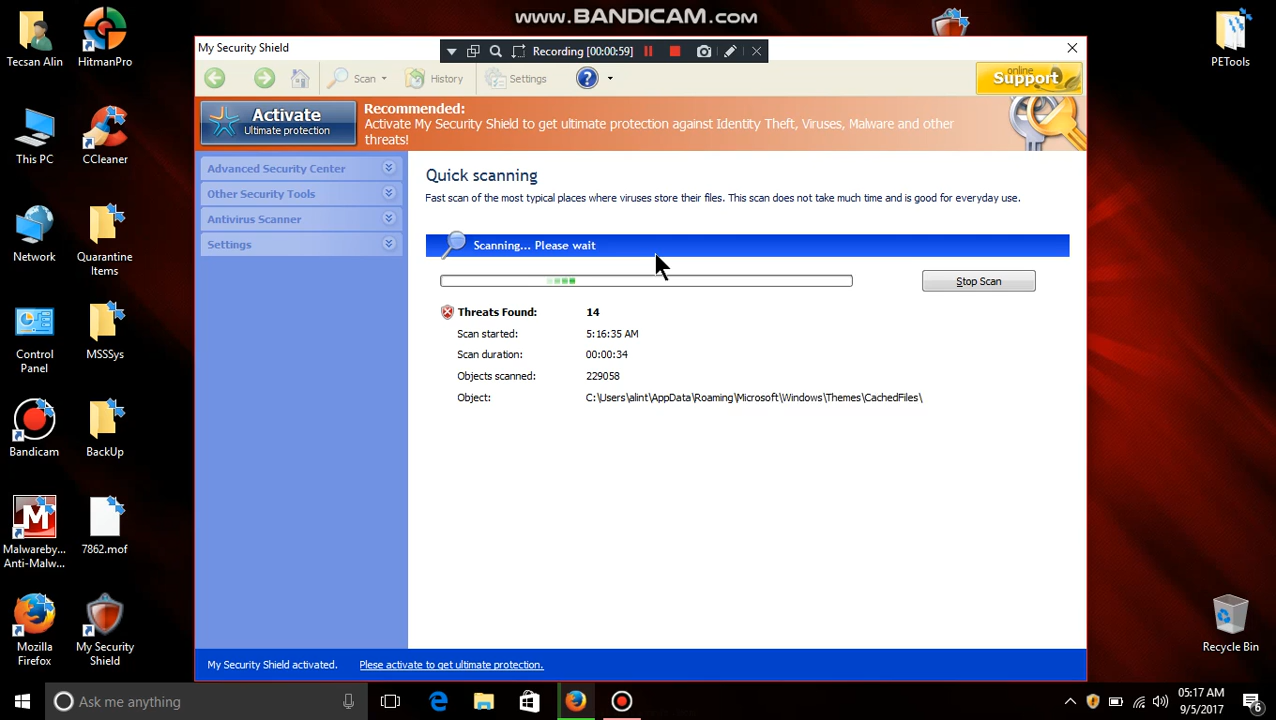 www.BANDICAM.com
Tecsan Alin
HitmanPro
PETools
My Security Shield
Recording [00:00:59]
Scan
History
Settings
?
online
Support
Activate
Ultimate protection
Recommended:
Activate My Security Shield to get ultimate protection against Identity Theft, Viruses, Malware and other
threats!
This PC
CCleaner
Advanced Security Center
Other Security Tools
Antivirus Scanner
Settings
Quick scanning
Fast scan of the most typical places where viruses store their files. This scan does not take much time and is good for everyday use.
Scanning... Please wait
Stop Scan
Threats Found: 14
Scan started: 5:16:35 AM
Scan duration: 00:00:34
Objects scanned: 229058
Object: C:\Users\alint\AppData\Roaming\Microsoft\Windows\Themes\CachedFiles\
Network
Quarantine
Items
Control
Panel
MSSSys
Bandicam
BackUp
Malwareby...
Anti-Malw...
7862.mof
Mozilla
Firefox
My Security
Shield
Recycle Bin
My Security Shield activated.
Plese activate to get ultimate protection.
Ask me anything
05:17 AM
9/5/2017
6